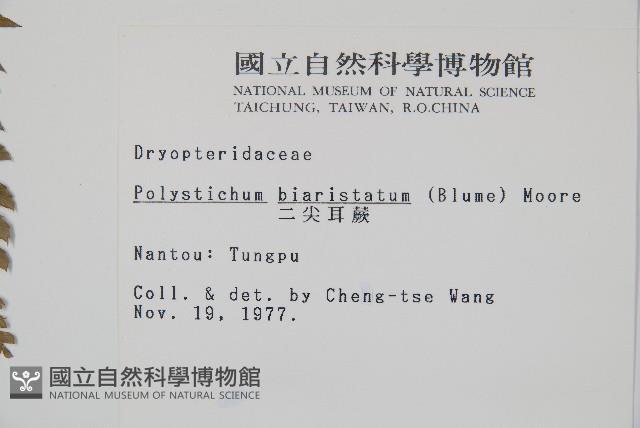 國立自然科學博物館
NATIONAL MUSEUM OF NATURAL SCIENCE
TAICHUNG, TAIWAN, R.O.CHINA
Dryopteridaceae
Polystichum biaristatum (Blume) Moore
二尖耳蕨
Nantou: Tungpu
Coll. & det. by Cheng-tse Wang
Nov. 19, 1977.
國立自然科學博物館
NATIONAL MUSEUM OF NATURAL SCIENCE